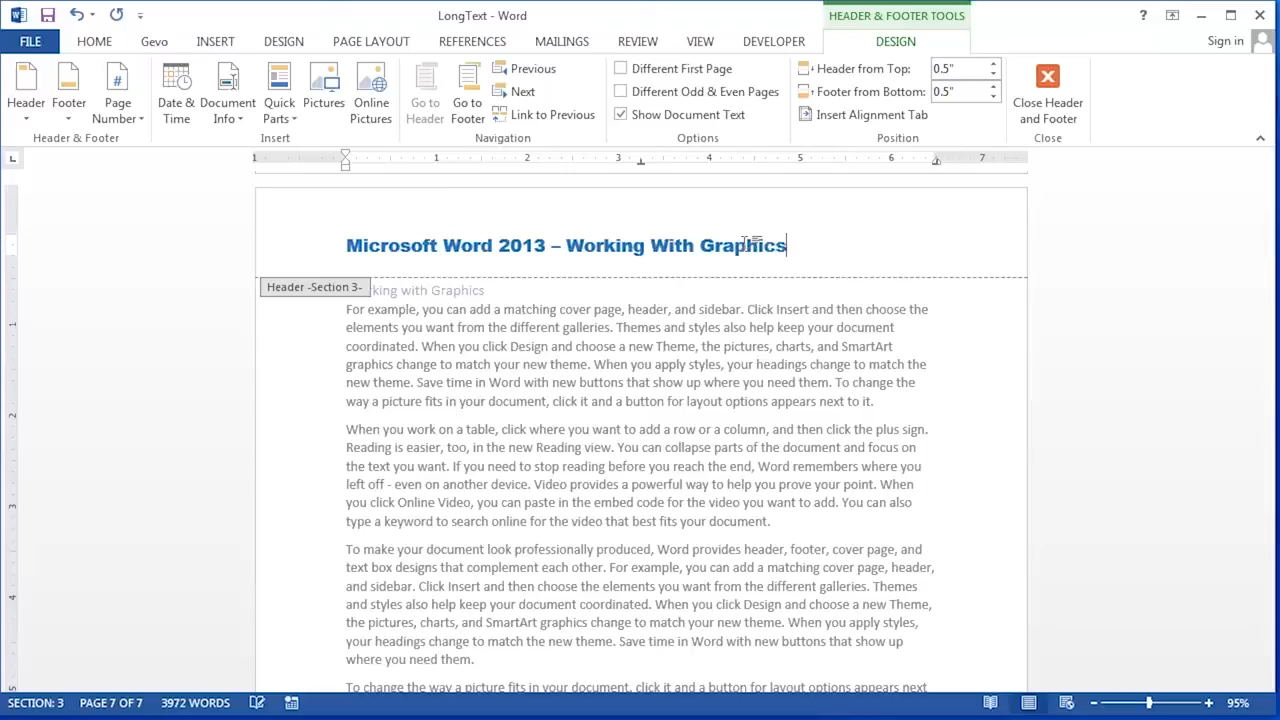 LongText - Word
HEADER & FOOTER TOOLS
?
FILE
HOME
Gevo
INSERT
DESIGN
PAGE LAYOUT
REFERENCES
MAILINGS
REVIEW
VIEW
DEVELOPER
DESIGN
Sign in
Header
Footer
Page Number
Header & Footer
Date & Time
Document Info
Quick Parts
Pictures
Online Pictures
Insert
Go to Header
Go to Footer
Previous
Next
Link to Previous
Navigation
Different First Page
Different Odd & Even Pages
Show Document Text
Options
Header from Top: 0.5"
Footer from Bottom: 0.5"
Insert Alignment Tab
Position
Close Header and Footer
Close
1 1 2 3 4 5 6 7
Microsoft Word 2013 – Working With Graphics
Header -Section 3-
king with Graphics
For example, you can add a matching cover page, header, and sidebar. Click Insert and then choose the
elements you want from the different galleries. Themes and styles also help keep your document
coordinated. When you click Design and choose a new Theme, the pictures, charts, and SmartArt
graphics change to match your new theme. When you apply styles, your headings change to match the
new theme. Save time in Word with new buttons that show up where you need them. To change the
way a picture fits in your document, click it and a button for layout options appears next to it.
When you work on a table, click where you want to add a row or a column, and then click the plus sign.
Reading is easier, too, in the new Reading view. You can collapse parts of the document and focus on
the text you want. If you need to stop reading before you reach the end, Word remembers where you
left off - even on another device. Video provides a powerful way to help you prove your point. When
you click Online Video, you can paste in the embed code for the video you want to add. You can also
type a keyword to search online for the video that best fits your document.
To make your document look professionally produced, Word provides header, footer, cover page, and
text box designs that complement each other. For example, you can add a matching cover page, header,
and sidebar. Click Insert and then choose the elements you want from the different galleries. Themes
and styles also help keep your document coordinated. When you click Design and choose a new Theme,
the pictures, charts, and SmartArt graphics change to match your new theme. When you apply styles,
your headings change to match the new theme. Save time in Word with new buttons that show up
where you need them.
To change the way a picture fits in your document, click it and a button for layout options appears next
1
2
3
4
5
SECTION: 3
PAGE 7 OF 7
3972 WORDS
95%